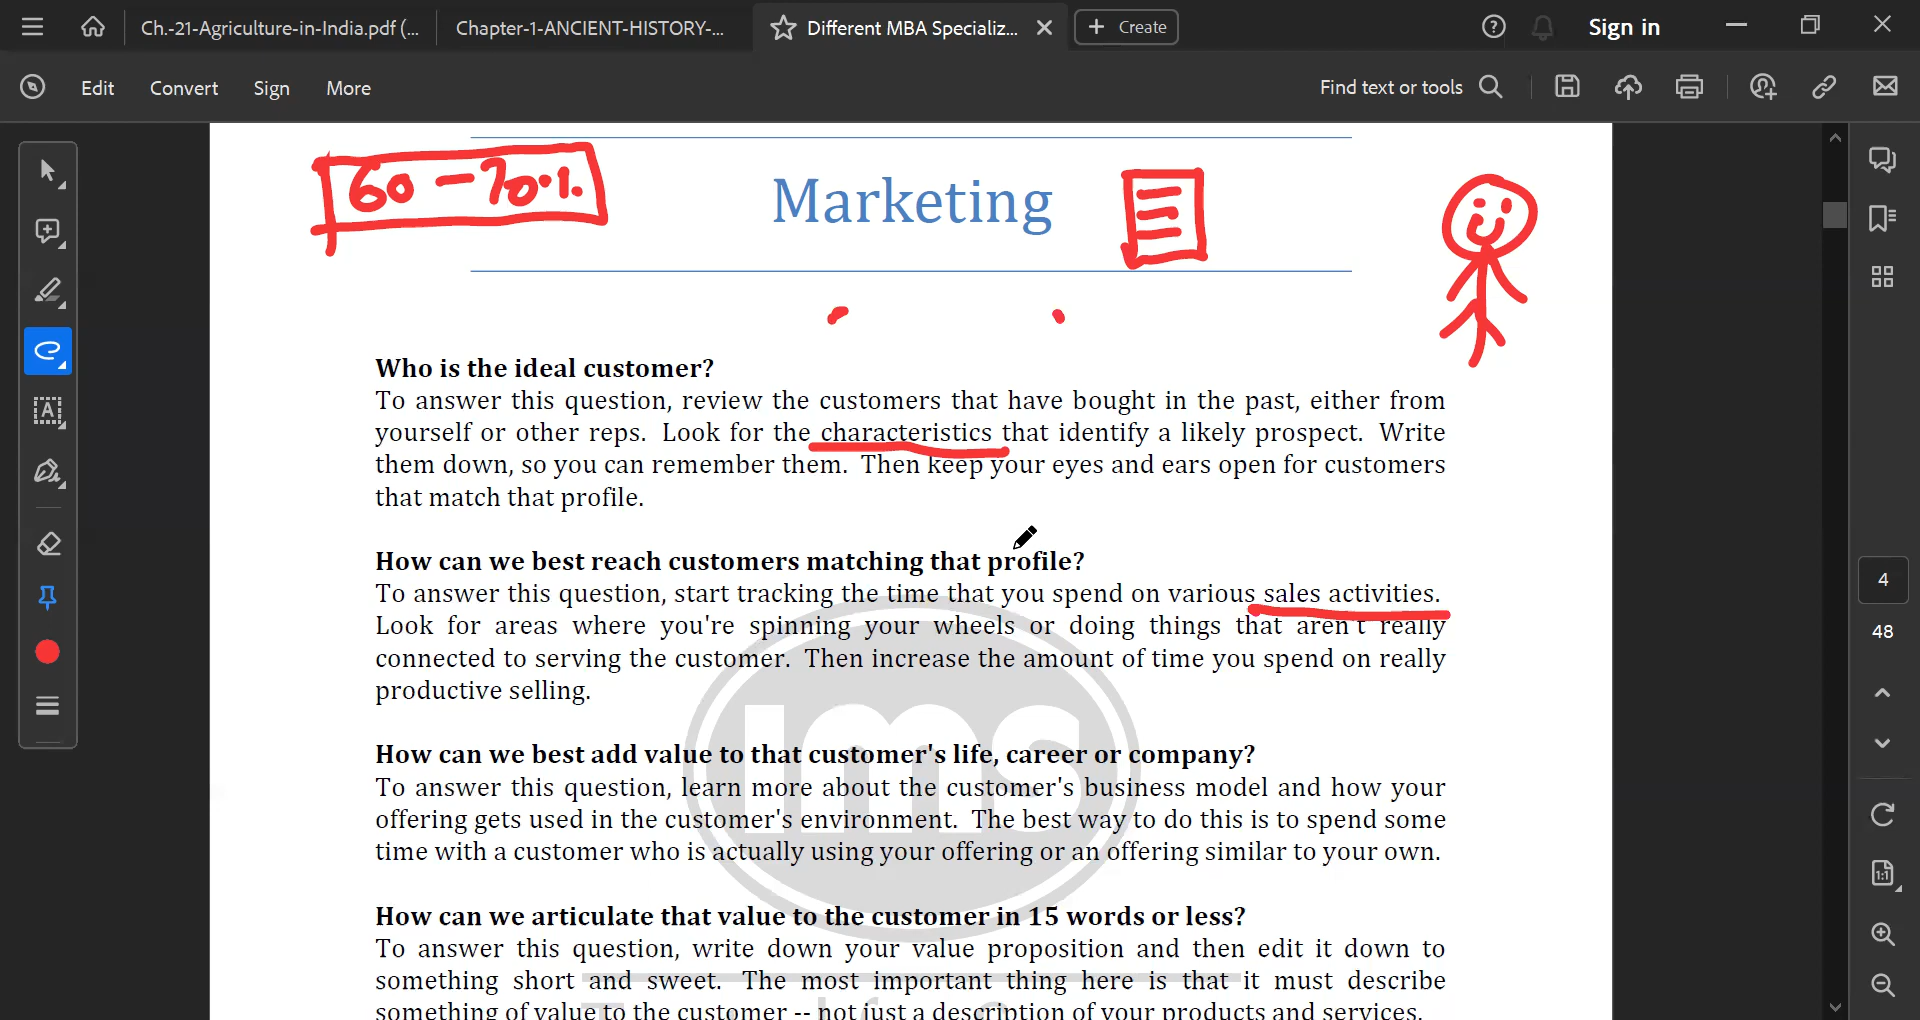 Ch.-21-Agriculture-in-India.pdf (...
Chapter-1-ANCIENT-HISTORY-...
Different MBA Specializ...
Create
Sign in
Edit
Convert
Sign
More
Find text or tools
60 - 70%
Marketing
Who is the ideal customer?
To answer this question, review the customers that have bought in the past, either from
yourself or other reps. Look for the characteristics that identify a likely prospect. Write
them down, so you can remember them. Then keep your eyes and ears open for customers
that match that profile.
How can we best reach customers matching that profile?
To answer this question, start tracking the time that you spend on various sales activities.
Look for areas where you're spinning your wheels or doing things that aren't really
connected to serving the customer. Then increase the amount of time you spend on really
productive selling.
How can we best add value to that customer's life, career or company?
To answer this question, learn more about the customer's business model and how your
offering gets used in the customer's environment. The best way to do this is to spend some
time with a customer who is actually using your offering or an offering similar to your own.
How can we articulate that value to the customer in 15 words or less?
To answer this question, write down your value proposition and then edit it down to
something short and sweet. The most important thing here is that it must describe
something of value to the customer -- not just a description of your products and services.
ims
4
48
1:1